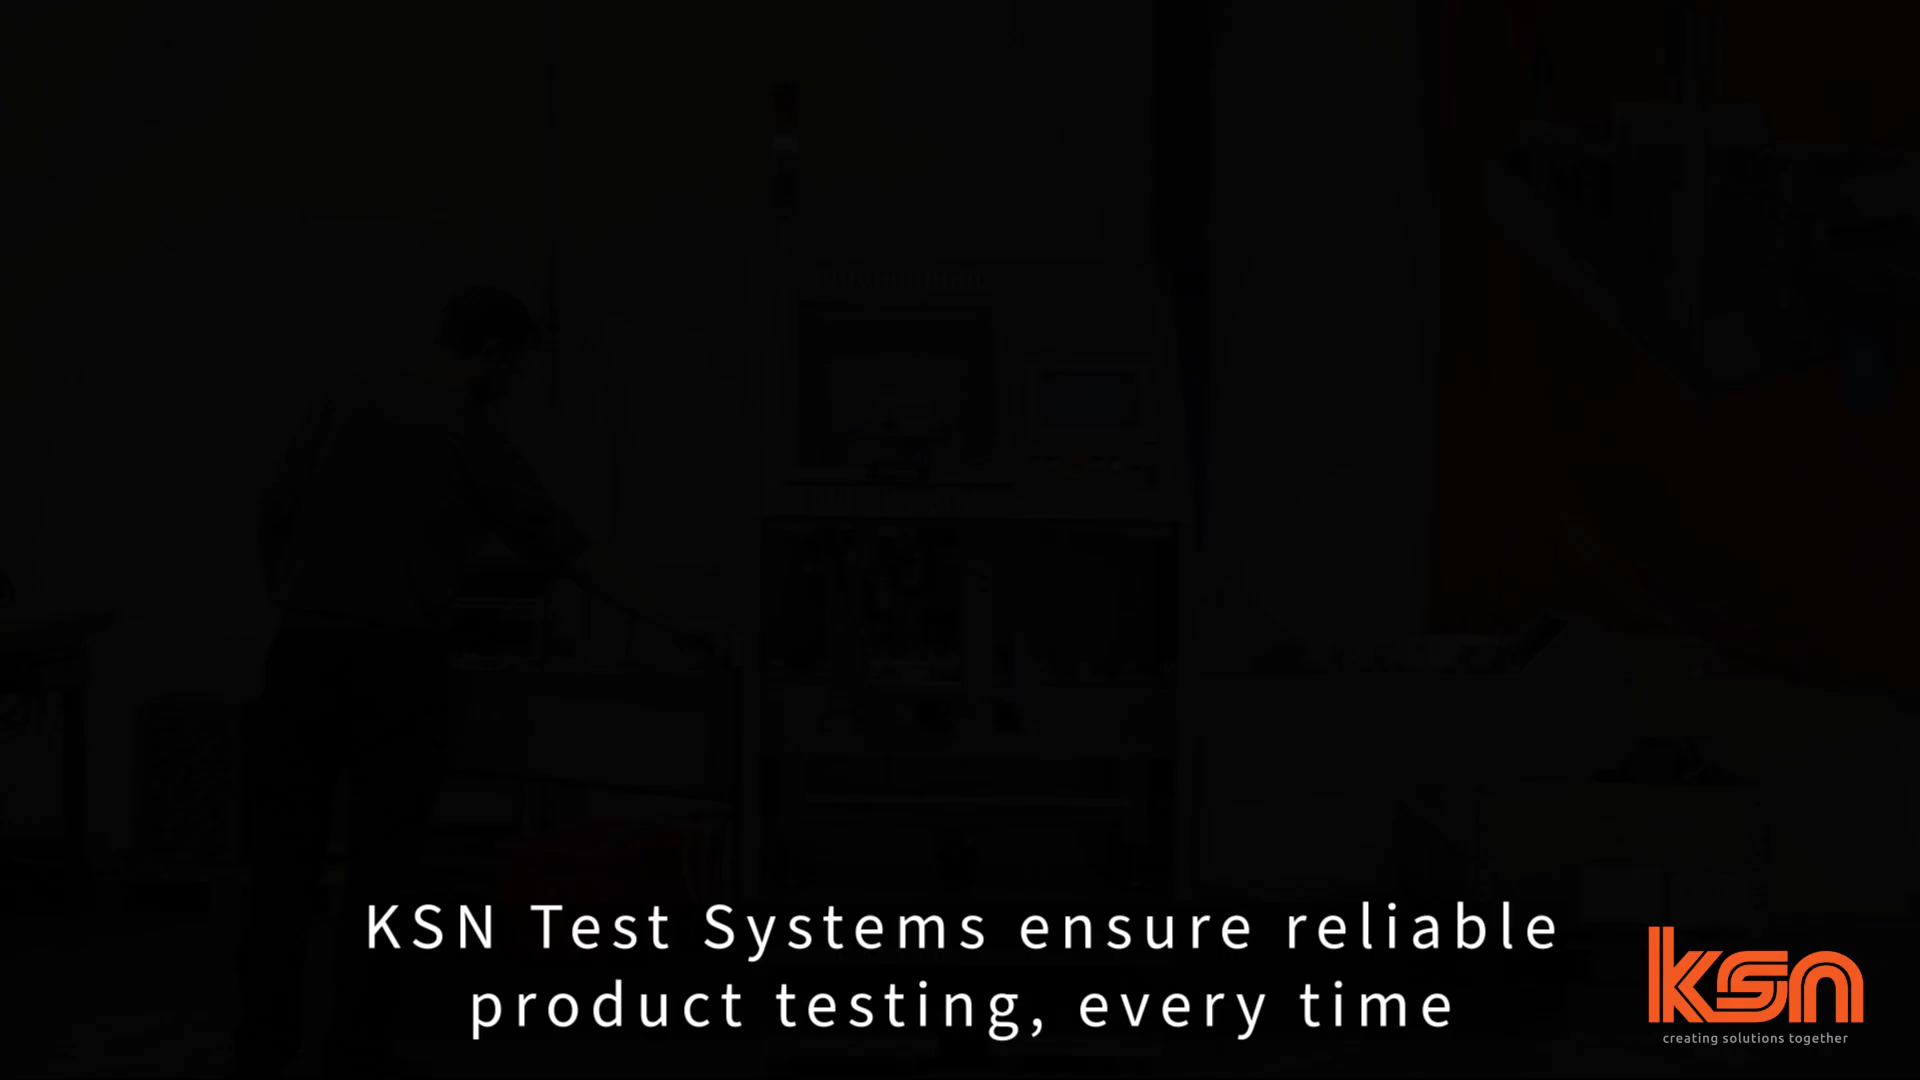 KSN Test Systems ensure reliable
product testing, every time
ksn
creating solutions together